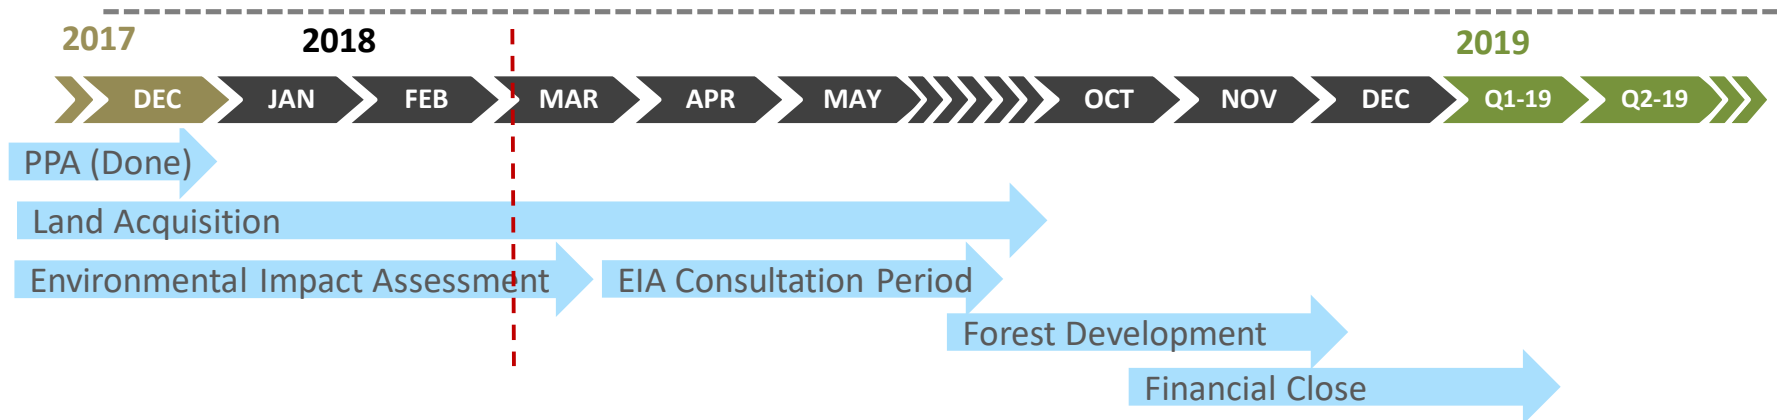 2017 2018 2019
DEC JAN FEB MAR APR MAY OCT NOV DEC Q1-19 Q2-19
PPA (Done)
Land Acquisition
Environmental Impact Assessment EIA Consultation Period
Forest Development
Financial Close